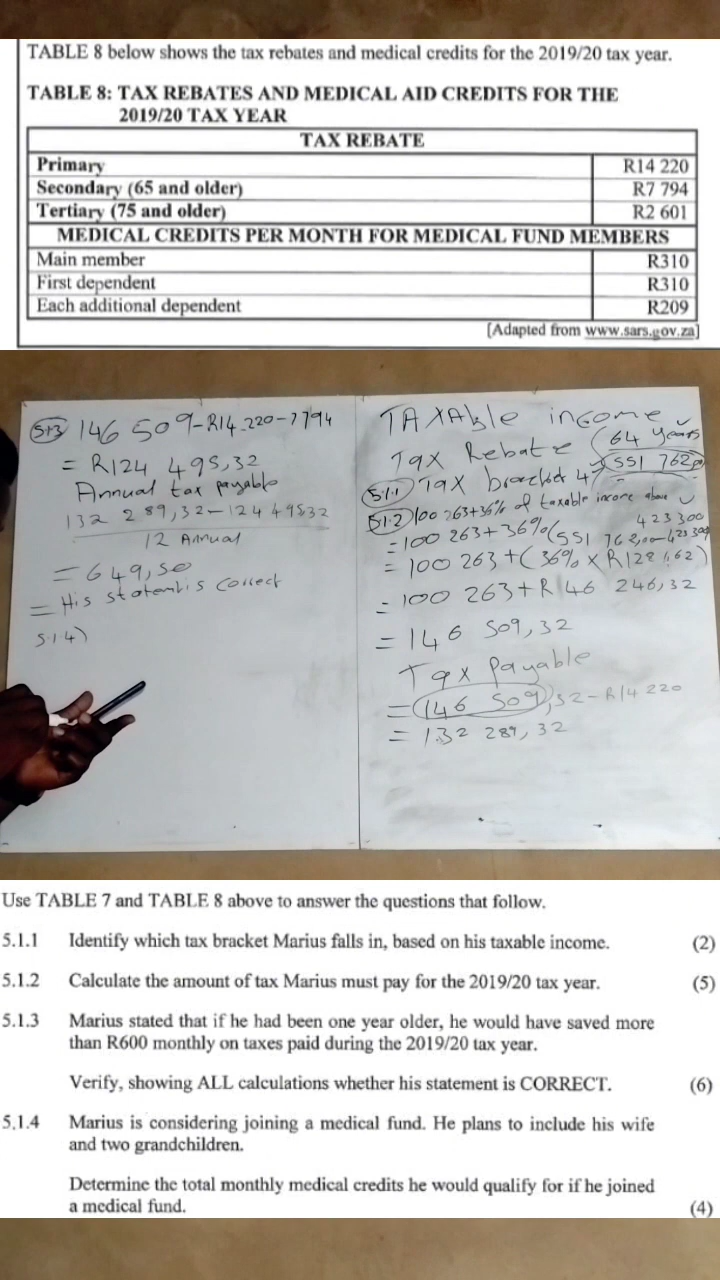 TABLE 8 below shows the tax rebates and medical credits for the 2019/20 tax year.
TABLE 8: TAX REBATES AND MEDICAL AID CREDITS FOR THE
2019/20 TAX YEAR
TAX REBATE
Primary R14 220
Secondary (65 and older) R7 794
Tertiary (75 and older) R2 601
MEDICAL CREDITS PER MONTH FOR MEDICAL FUND MEMBERS
Main member R310
First dependent R310
Each additional dependent R209
[Adapted from www.sars.gov.za]
5.1.3 146 509-R14 220-7794
= R124 495,32
Annual tax payable
132 289,32-124 495,32
12 Annual
= 649,50
= His statement is correct
5.1.4)
TAXAble income
Tax Rebate (64 years
5.1.1) Tax bracket 4 551 762
5.1.2 100 263+36% of taxable income above
423 300
= 100 263+36% (551 762,00-423 300
= 100 263+(36% x R128 462)
= 100 263+R 46 246,32
= 146 509,32
Tax payable
= 146 509,32-R14 220
= 132 289,32
Use TABLE 7 and TABLE 8 above to answer the questions that follow.
5.1.1 Identify which tax bracket Marius falls in, based on his taxable income. (2)
5.1.2 Calculate the amount of tax Marius must pay for the 2019/20 tax year. (5)
5.1.3 Marius stated that if he had been one year older, he would have saved more
than R600 monthly on taxes paid during the 2019/20 tax year.
Verify, showing ALL calculations whether his statement is CORRECT. (6)
5.1.4 Marius is considering joining a medical fund. He plans to include his wife
and two grandchildren.
Determine the total monthly medical credits he would qualify for if he joined
a medical fund. (4)